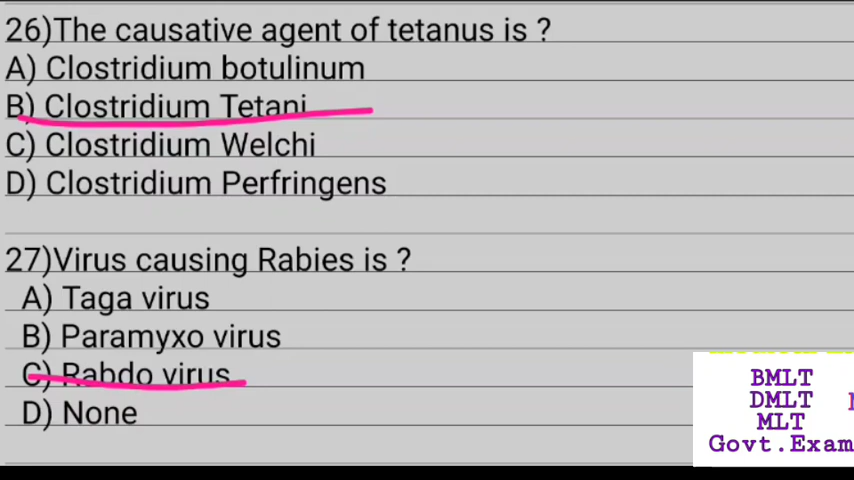 26)The causative agent of tetanus is ?
A) Clostridium botulinum
B) Clostridium Tetani
C) Clostridium Welchi
D) Clostridium Perfringens
27)Virus causing Rabies is ?
A) Taga virus
B) Paramyxo virus
C) Rabdo virus
D) None
BMLT
DMLT
MLT
Govt.Exam